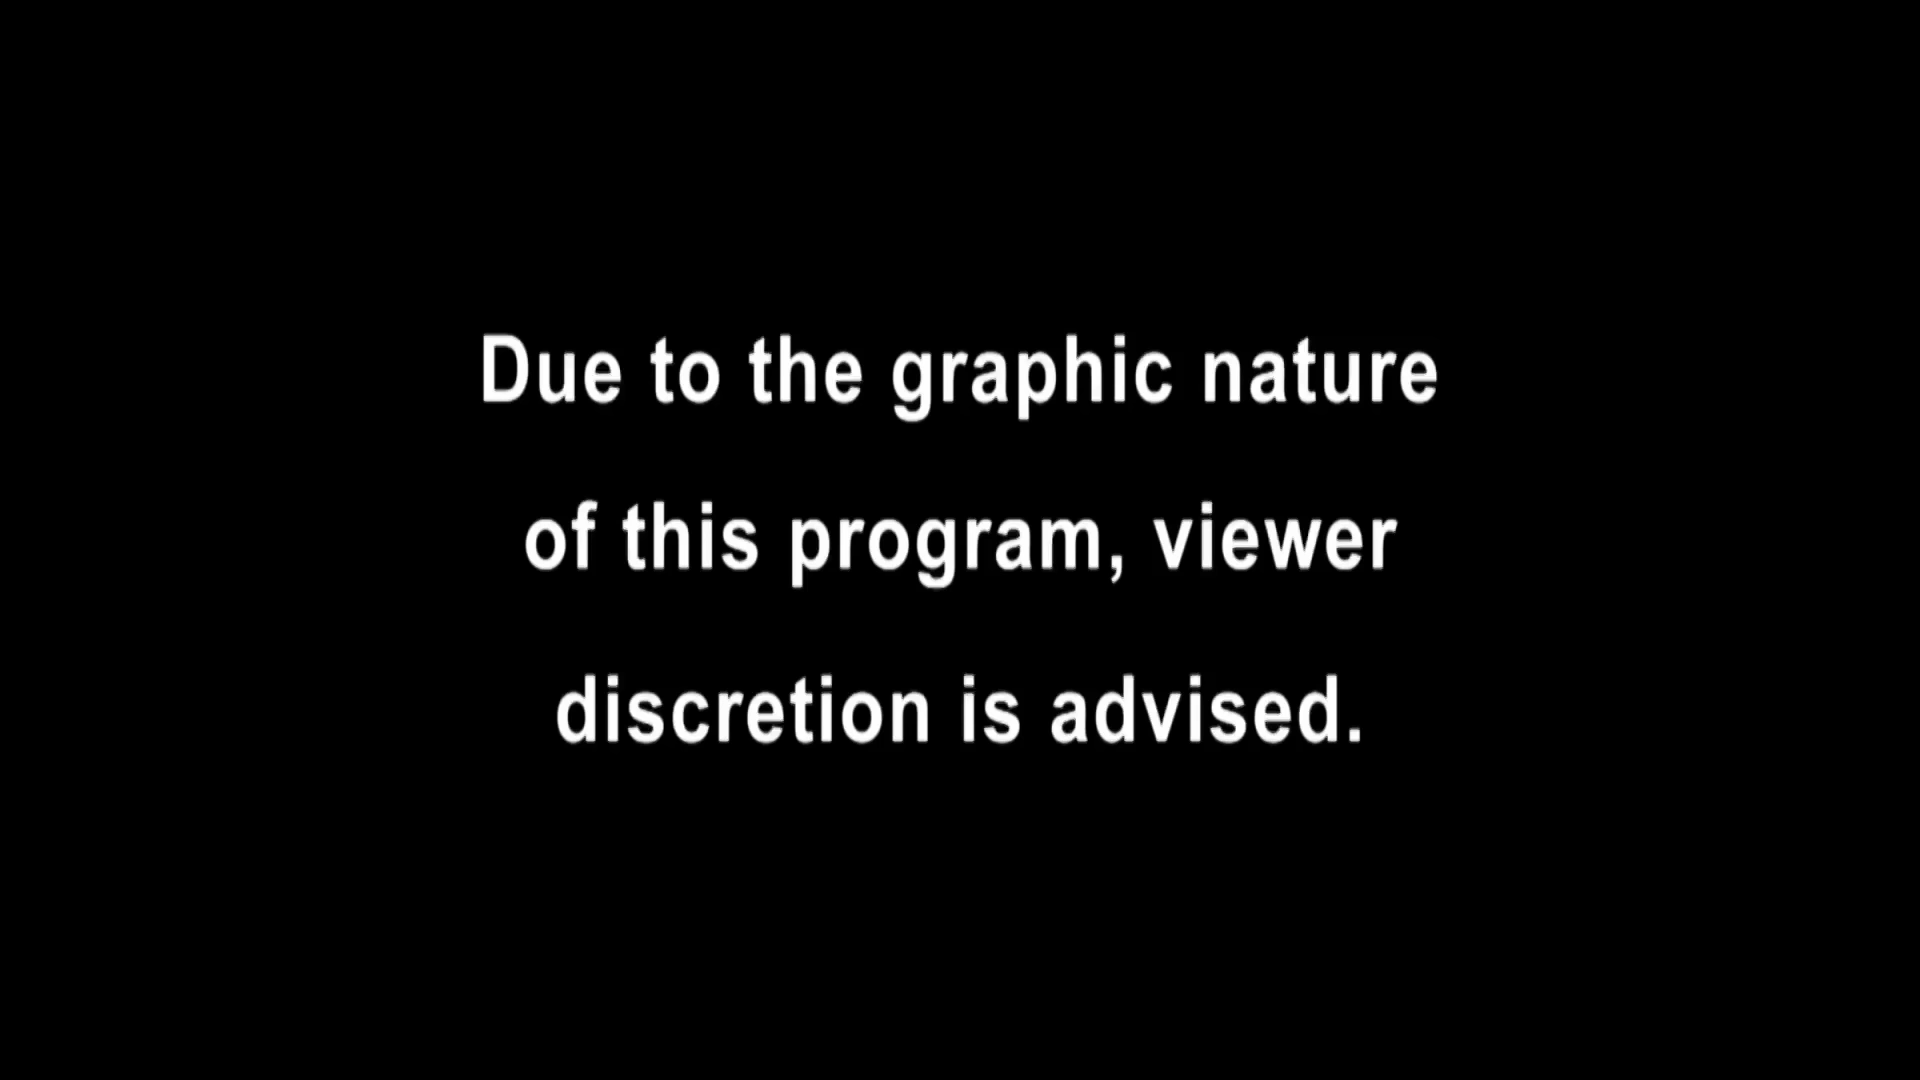 Due to the graphic nature
of this program, viewer
discretion is advised.